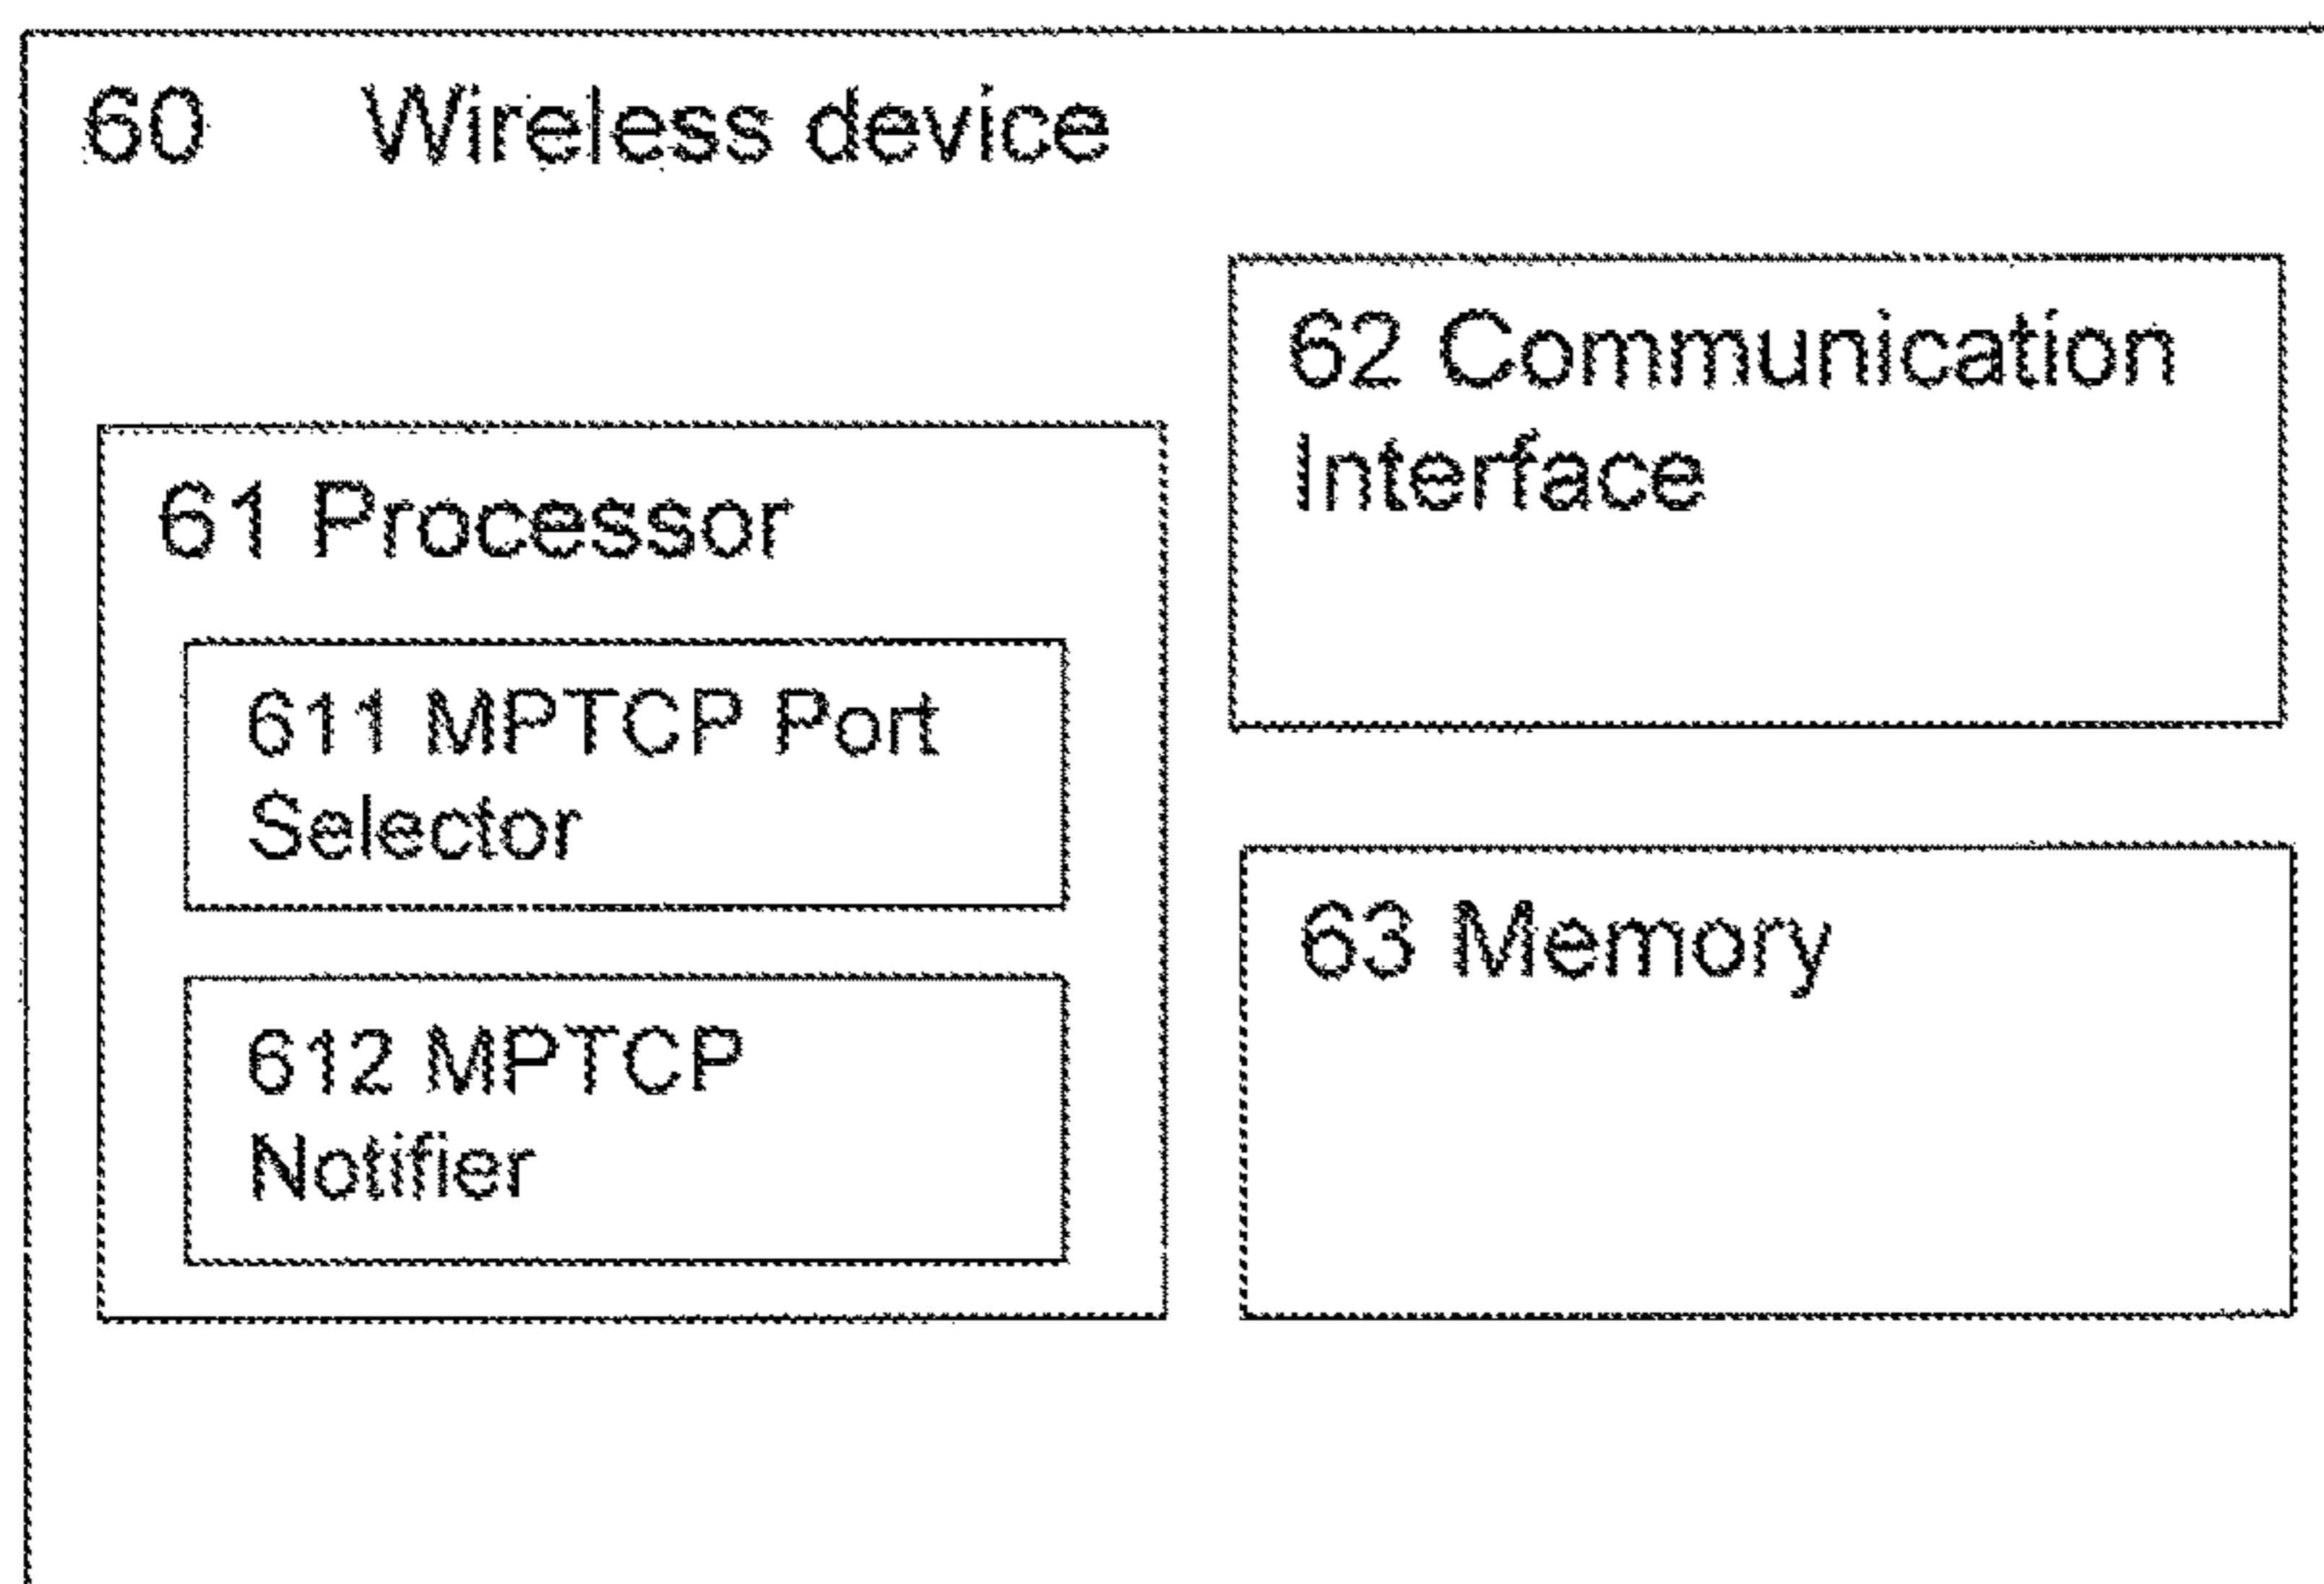 60 Wireless device
62 Communication
Interface
61 Processor
611 MPTCP Port
Selector
612 MPTCP
Notifier
63 Memory